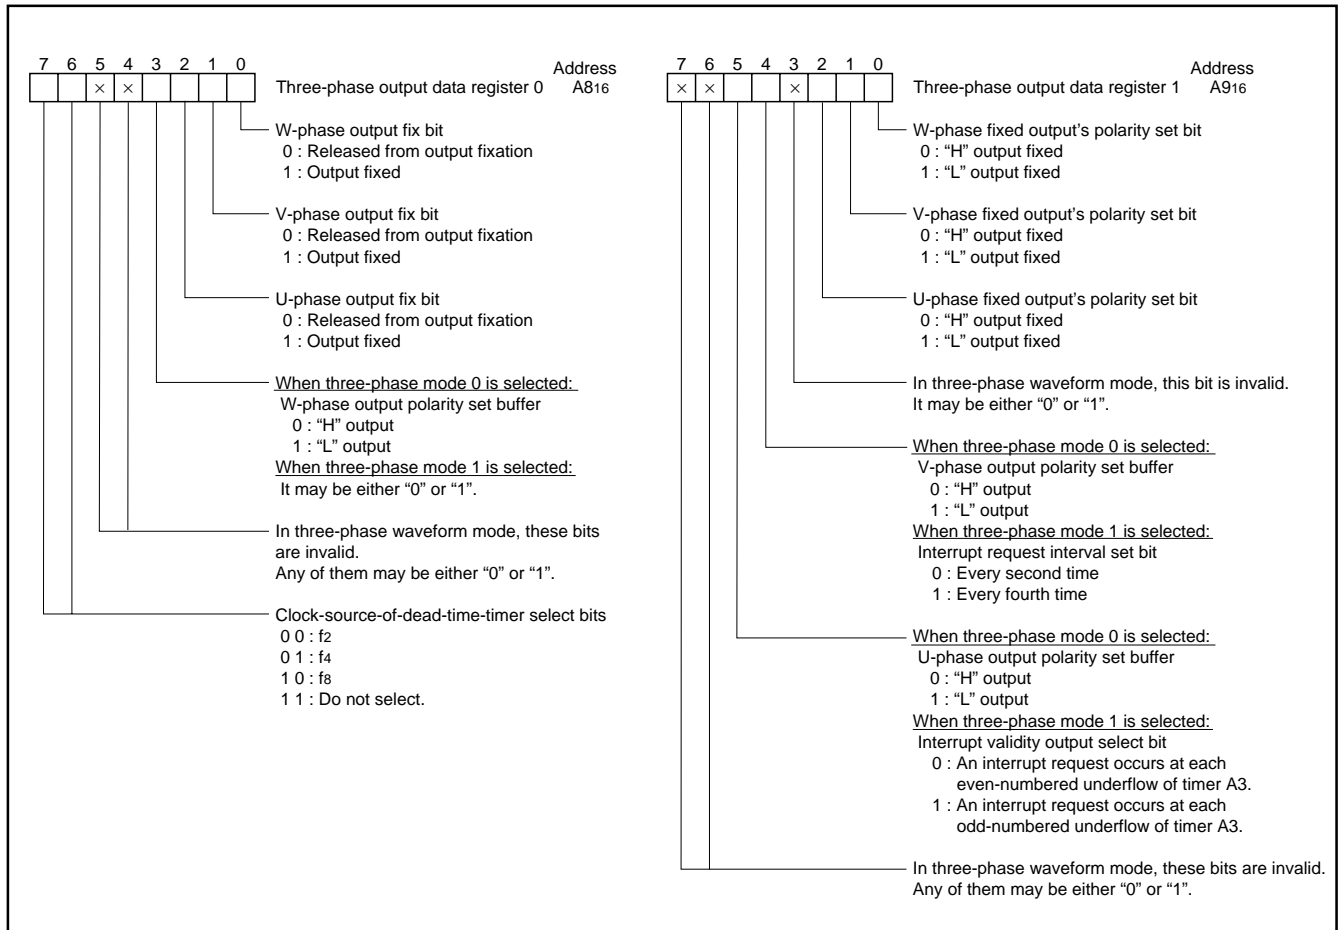 7 6 5 4 3 2 1 0
Address
× ×
Three-phase output data register 0 A816
W-phase output fix bit
0 : Released from output fixation
1 : Output fixed
V-phase output fix bit
0 : Released from output fixation
1 : Output fixed
U-phase output fix bit
0 : Released from output fixation
1 : Output fixed
When three-phase mode 0 is selected:
W-phase output polarity set buffer
0 : “H” output
1 : “L” output
When three-phase mode 1 is selected:
It may be either “0” or “1”.
In three-phase waveform mode, these bits
are invalid.
Any of them may be either “0” or “1”.
Clock-source-of-dead-time-timer select bits
0 0 : f2
0 1 : f4
1 0 : f8
1 1 : Do not select.
7 6 5 4 3 2 1 0
Address
× × ×
Three-phase output data register 1 A916
W-phase fixed output’s polarity set bit
0 : “H” output fixed
1 : “L” output fixed
V-phase fixed output’s polarity set bit
0 : “H” output fixed
1 : “L” output fixed
U-phase fixed output’s polarity set bit
0 : “H” output fixed
1 : “L” output fixed
In three-phase waveform mode, this bit is invalid.
It may be either “0” or “1”.
When three-phase mode 0 is selected:
V-phase output polarity set buffer
0 : “H” output
1 : “L” output
When three-phase mode 1 is selected:
Interrupt request interval set bit
0 : Every second time
1 : Every fourth time
When three-phase mode 0 is selected:
U-phase output polarity set buffer
0 : “H” output
1 : “L” output
When three-phase mode 1 is selected:
Interrupt validity output select bit
0 : An interrupt request occurs at each
even-numbered underflow of timer A3.
1 : An interrupt request occurs at each
odd-numbered underflow of timer A3.
In three-phase waveform mode, these bits are invalid.
Any of them may be either “0” or “1”.